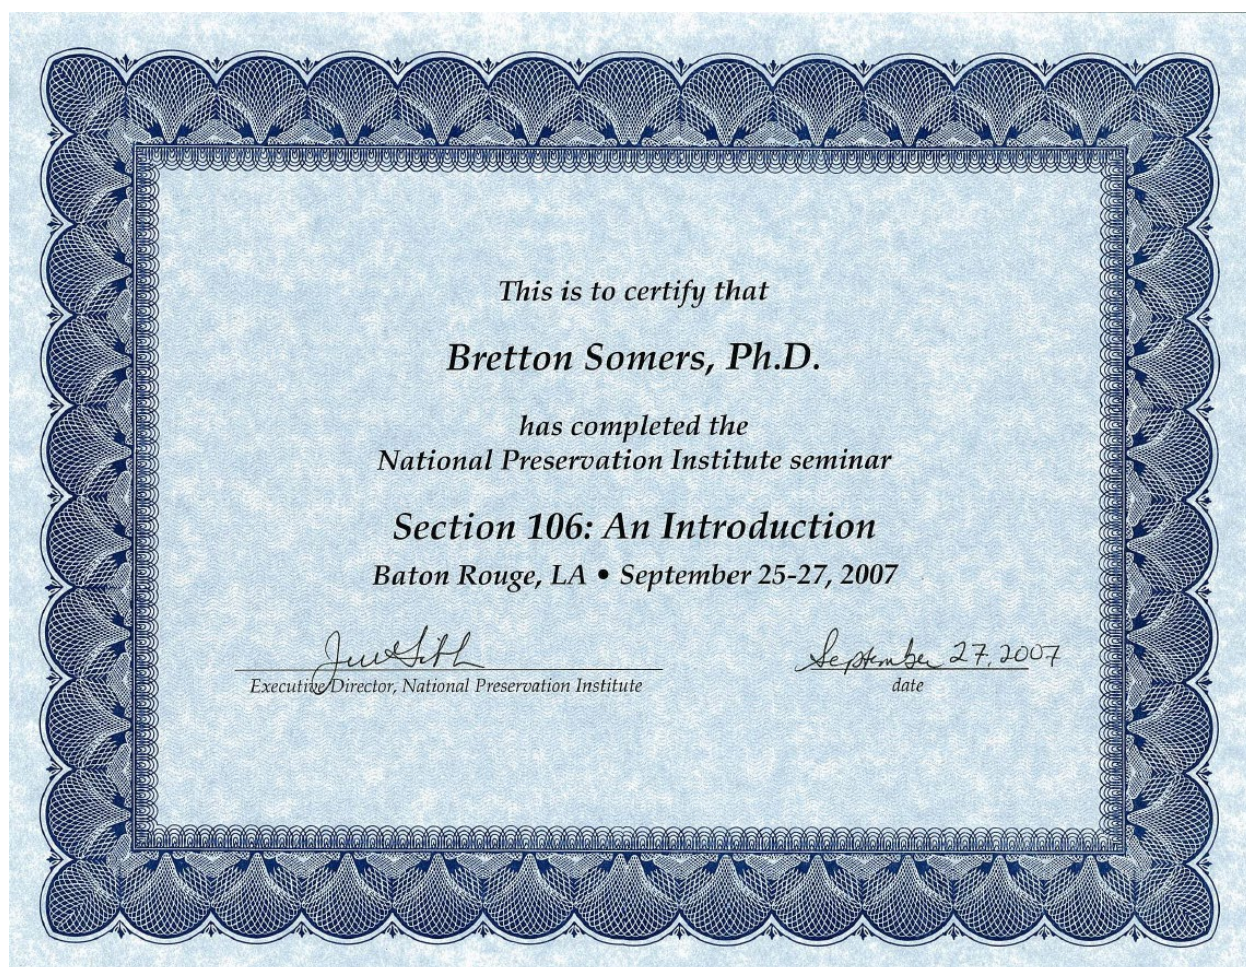 This is to certify that
Bretton Somers, Ph.D.
has completed the
National Preservation Institute seminar
Section 106: An Introduction
Baton Rouge, LA • September 25-27, 2007
September 27, 2007
Executive Director, National Preservation Institute
date